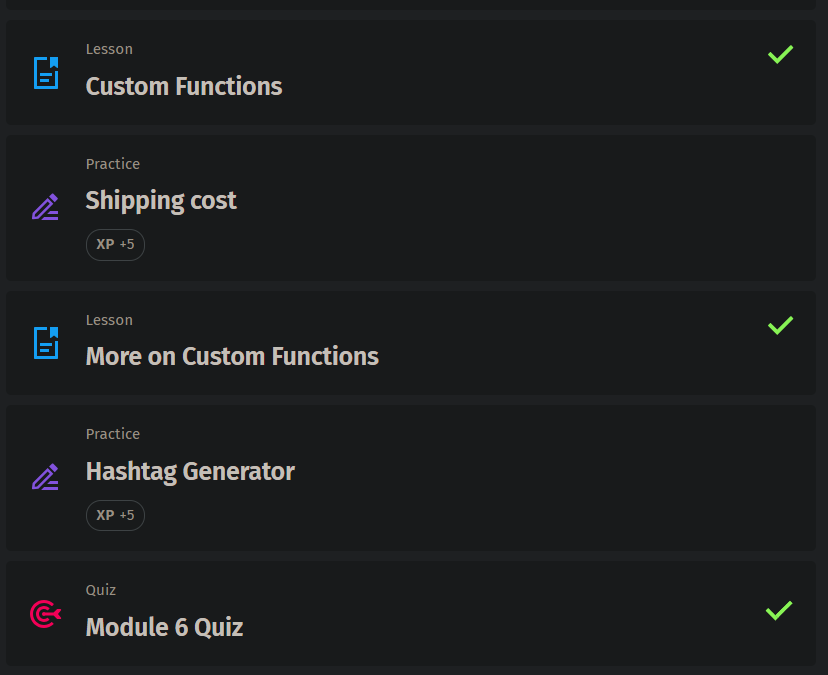 Lesson
Custom Functions
Practice
Shipping cost
XP +5
Lesson
More on Custom Functions
Practice
Hashtag Generator
XP +5
Quiz
Module 6 Quiz